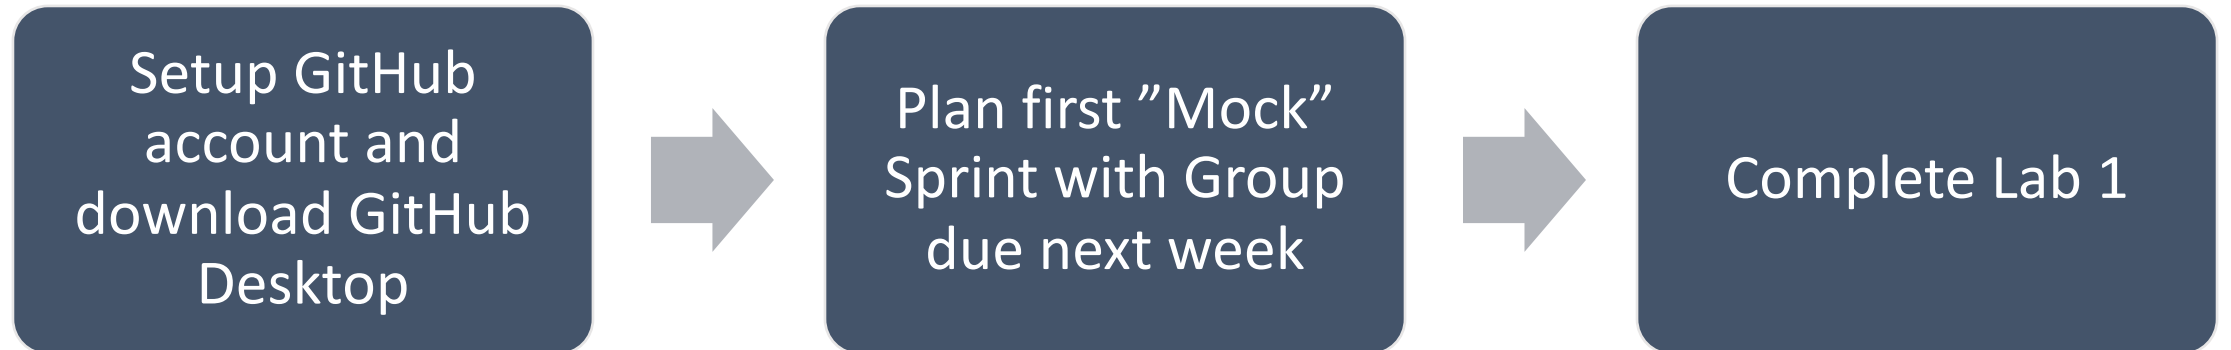 Setup GitHub
account and
download GitHub
Desktop
Plan first ”Mock”
Sprint with Group
due next week
Complete Lab 1